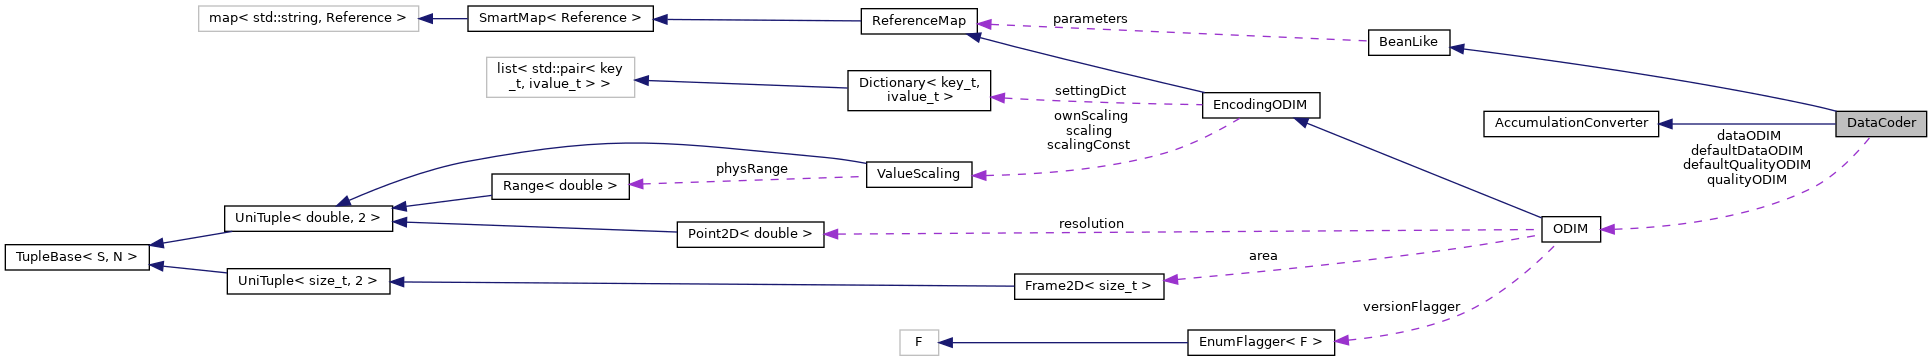 map< std::string, Reference >
SmartMap< Reference >
ReferenceMap
parameters
BeanLike
list< std::pair< key
_t, ivalue_t > >
Dictionary< key_t,
ivalue_t >
settingDict
EncodingODIM
ownScaling
scaling
scalingConst
AccumulationConverter
DataCoder
dataODIM
defaultDataODIM
defaultQualityODIM
qualityODIM
physRange
ValueScaling
Range< double >
UniTuple< double, 2 >
Point2D< double >
resolution
ODIM
TupleBase< S, N >
UniTuple< size_t, 2 >
Frame2D< size_t >
area
versionFlagger
F
EnumFlagger< F >